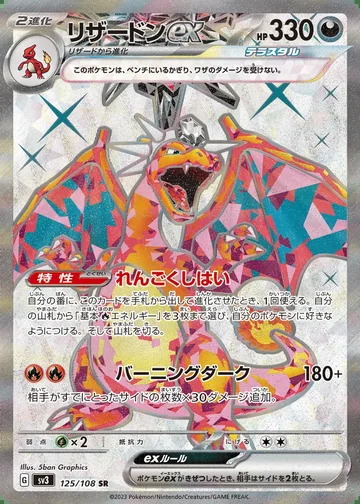 2進化 リザードンex HP330
リザードから進化 テラスタル
このポケモンは、ベンチにいるかぎり、ワザのダメージを受けない。
特性 れんごくしはい
自分の番に、このカードを手札から出して進化させたとき、1回使える。自
分の山札から「基本エネルギー」を3枚まで選び、自分のポケモンに好きな
ようにつける。そして山札を切る。
バーニングダーク 180+
相手がすでにとったサイドの枚数×30ダメージ追加。
弱点 ×2 抵抗力 にげる
Illus. 5ban Graphics
G sv3 125/108 SR
exルール
ポケモンexがきぜつしたとき、相手はサイドを2枚とる。
©2023 Pokémon/Nintendo/Creatures/GAME FREAK.